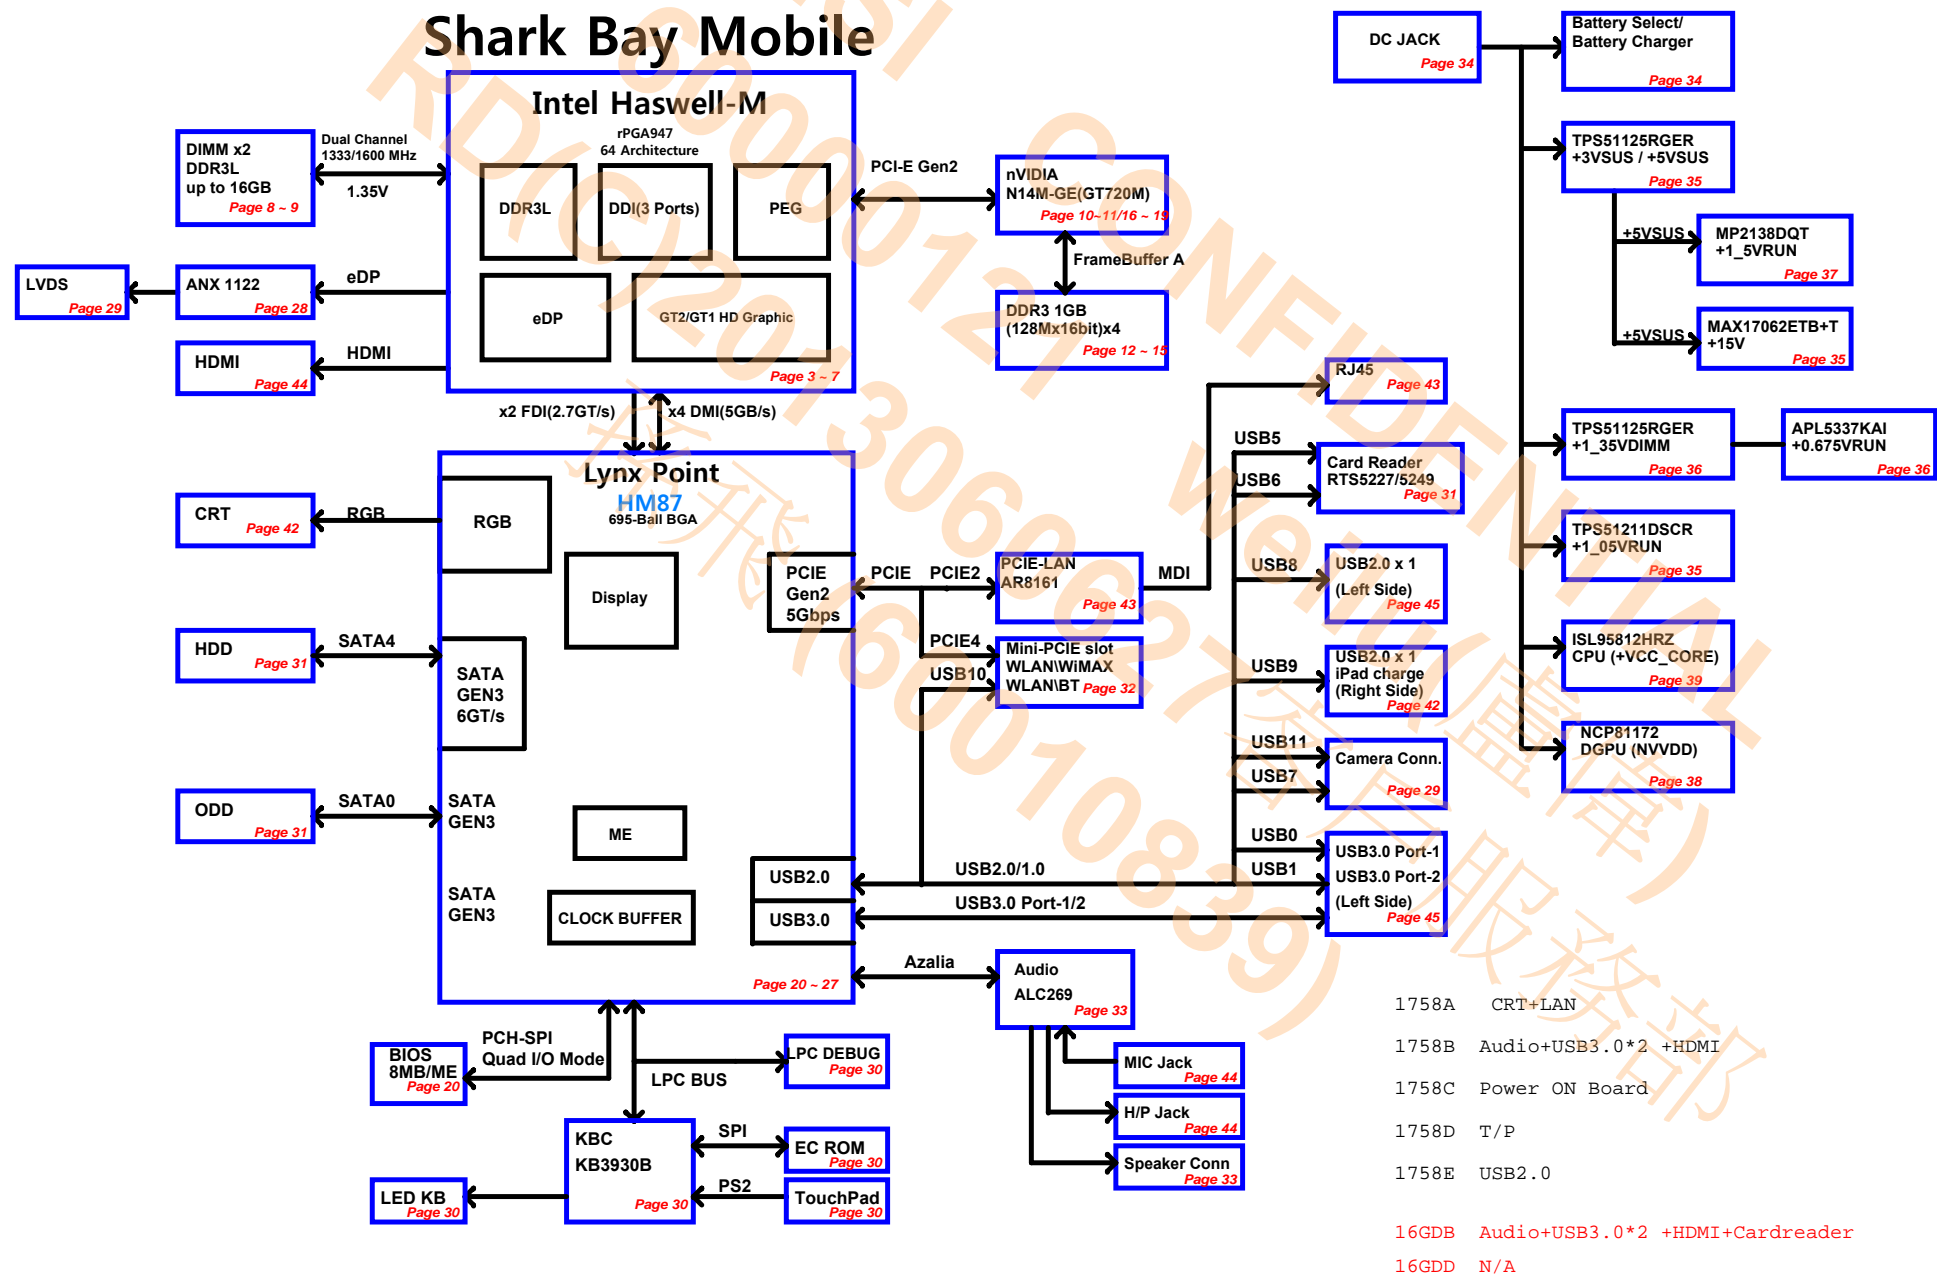 Shark Bay Mobile
Intel Haswell-M
rPGA947
64 Architecture
DDR3L
DDI(3 Ports)
PEG
eDP
GT2/GT1 HD Graphic
Page 3 ~ 7
DIMM x2
DDR3L
up to 16GB
Page 8 ~ 9
Dual Channel
1333/1600 MHz
1.35V
LVDS
Page 29
ANX 1122
Page 28
eDP
HDMI
Page 44
HDMI
PCI-E Gen2
nVIDIA
N14M-GE(GT720M)
Page 10~11/16 ~ 19
FrameBuffer A
DDR3 1GB
(128Mx16bit)x4
Page 12 ~ 15
x2 FDI(2.7GT/s)
x4 DMI(5GB/s)
Lynx Point
HM87
695-Ball BGA
RGB
Display
PCIE
Gen2
5Gbps
SATA
GEN3
6GT/s
SATA
GEN3
SATA
GEN3
ME
CLOCK BUFFER
USB2.0
USB3.0
Page 20 ~ 27
CRT
Page 42
RGB
HDD
Page 31
SATA4
ODD
Page 31
SATA0
PCIE
PCIE2
PCIE-LAN
AR8161
Page 43
MDI
RJ45
Page 43
PCIE4
USB10
Mini-PCIE slot
WLAN\WiMAX
WLAN\BT
Page 32
USB5
USB6
Card Reader
RTS5227/5249
Page 31
USB8
USB2.0 x 1
(Left Side)
Page 45
USB9
USB2.0 x 1
iPad charge
(Right Side)
Page 42
USB11
USB7
Camera Conn.
Page 29
USB0
USB1
USB3.0 Port-1
USB3.0 Port-2
(Left Side)
Page 45
USB2.0/1.0
USB3.0 Port-1/2
Azalia
Audio
ALC269
Page 33
MIC Jack
Page 44
H/P Jack
Page 44
Speaker Conn
Page 33
BIOS
8MB/ME
Page 20
PCH-SPI
Quad I/O Mode
LPC BUS
LPC DEBUG
Page 30
KBC
KB3930B
Page 30
SPI
EC ROM
Page 30
PS2
TouchPad
Page 30
LED KB
Page 30
DC JACK
Page 34
Battery Select/
Battery Charger
Page 34
TPS51125RGER
+3VSUS / +5VSUS
Page 35
+5VSUS
MP2138DQT
+1_5VRUN
Page 37
+5VSUS
MAX17062ETB+T
+15V
Page 35
TPS51125RGER
+1_35VDIMM
Page 36
APL5337KAI
+0.675VRUN
Page 36
TPS51211DSCR
+1_05VRUN
Page 35
ISL95812HRZ
CPU (+VCC_CORE)
Page 39
NCP81172
DGPU (NVVDD)
Page 38
1758A CRT+LAN
1758B Audio+USB3.0*2 +HDMI
1758C Power ON Board
1758D T/P
1758E USB2.0
16GDB Audio+USB3.0*2 +HDMI+Cardreader
16GDD N/A
CONFIDENTIAL
weilu(盧偉)
客戶服務部